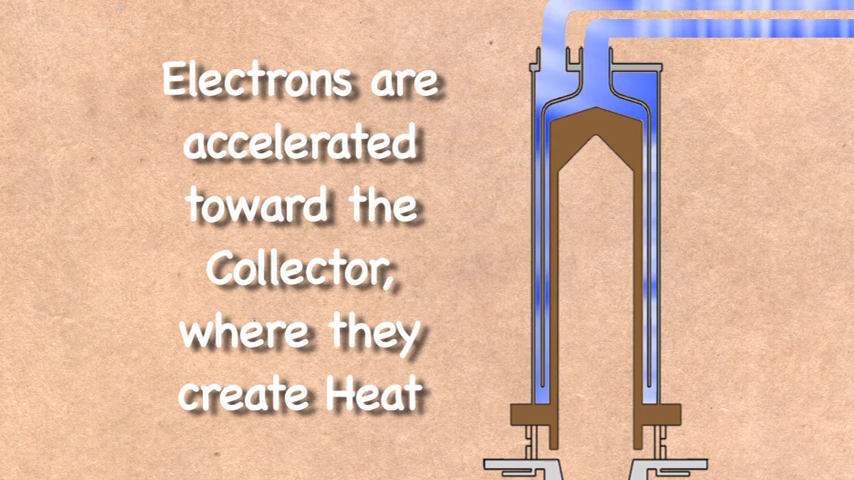 Electrons are
accelerated
toward the
Collector,
where they
create Heat